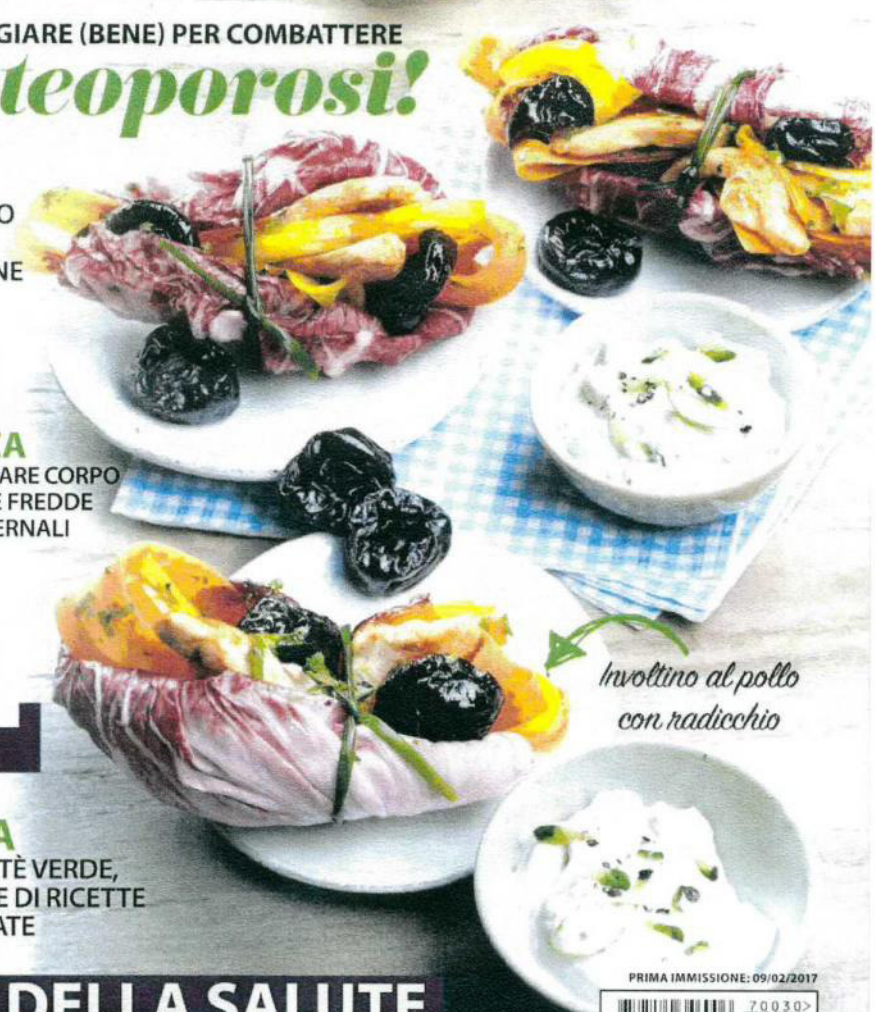 GIARE (BENE) PER COMBATTERE
teoporosi!
O
NE
ZA
ARE CORPO
E FREDDE
ERNALI
Involtino al pollo
con radicchio
A
TÈ VERDE,
E DI RICETTE
ATE
PRIMA IMMISSIONE: 09/02/2017
70030>
DELLA SALUTE